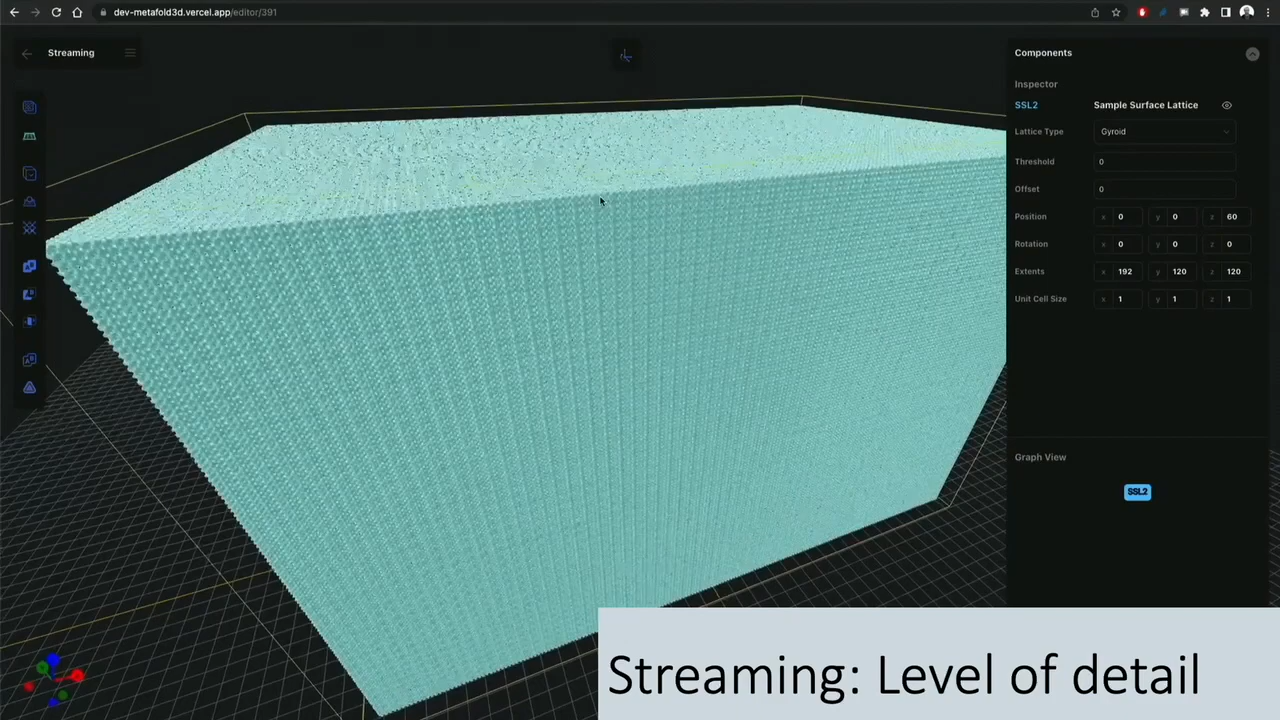 dev-metafold3d.vercel.app/editor/391
Streaming
Components
Inspector
SSL2 Sample Surface Lattice
Lattice Type Gyroid
Threshold 0
Offset 0
Position x 0 y 0 z 60
Rotation x 0 y 0 z 0
Extents x 192 y 120 z 120
Unit Cell Size x 1 y 1 z 1
Graph View
SSL2
Streaming: Level of detail